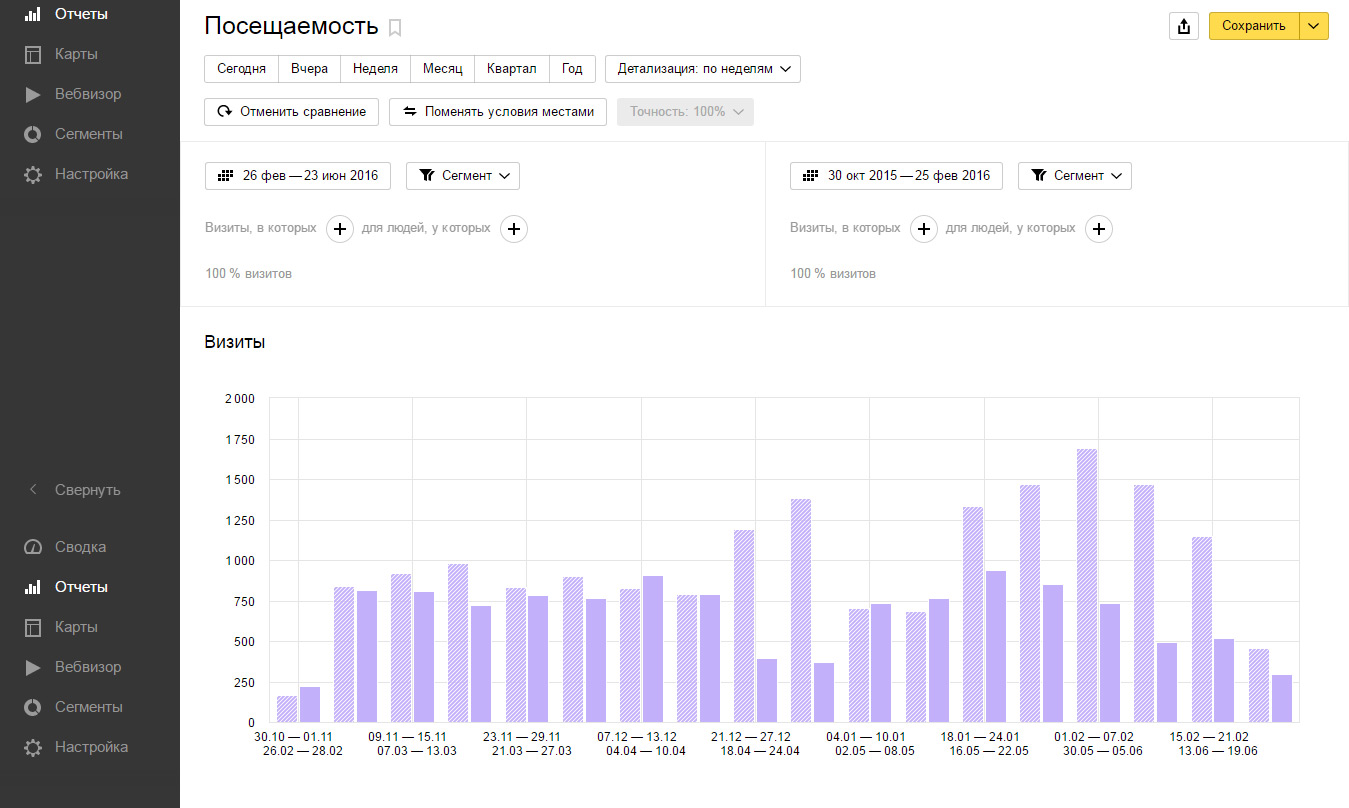 Отчеты
Карты
Вебвизор
Сегменты
Настройка
Свернуть
Сводка
Отчеты
Карты
Вебвизор
Сегменты
Настройка
Посещаемость
Сохранить
Сегодня Вчера Неделя Месяц Квартал Год Детализация: по неделям
Отменить сравнение Поменять условия местами Точность: 100%
26 фев — 23 июн 2016 Сегмент
Визиты, в которых + для людей, у которых +
100 % визитов
30 окт 2015 — 25 фев 2016 Сегмент
Визиты, в которых + для людей, у которых +
100 % визитов
Визиты
2 000
1 750
1 500
1 250
1 000
750
500
250
0
30.10 — 01.11 09.11 — 15.11 23.11 — 29.11 07.12 — 13.12 21.12 — 27.12 04.01 — 10.01 18.01 — 24.01 01.02 — 07.02 15.02 — 21.02
26.02 — 28.02 07.03 — 13.03 21.03 — 27.03 04.04 — 10.04 18.04 — 24.04 02.05 — 08.05 16.05 — 22.05 30.05 — 05.06 13.06 — 19.06